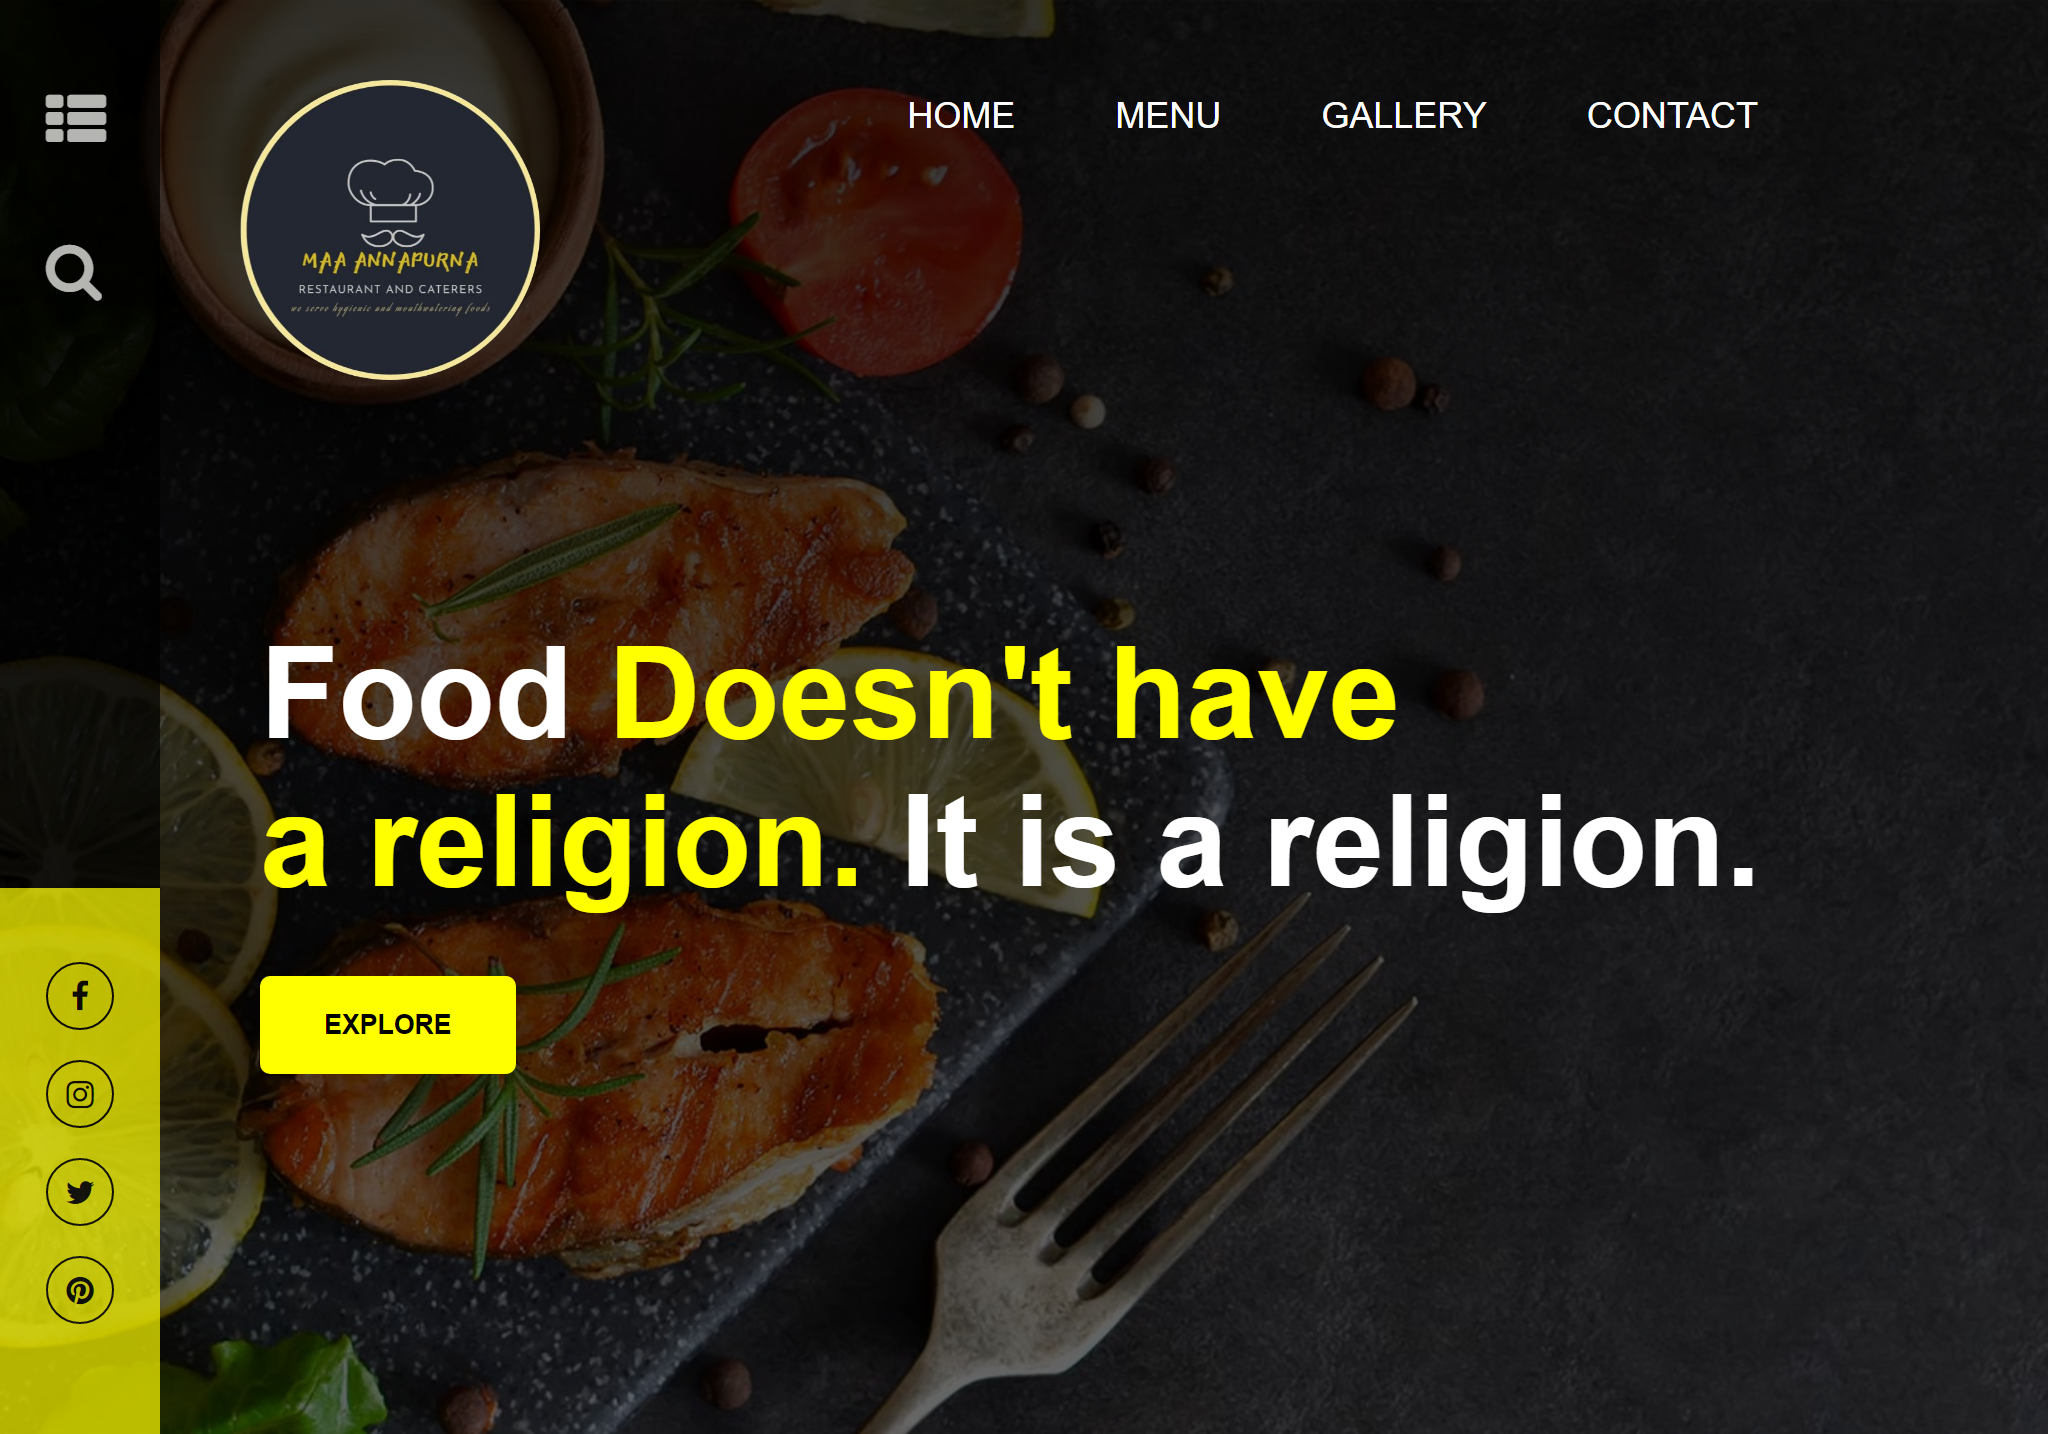 HOME MENU GALLERY CONTACT
MAA ANNAPURNA
RESTAURANT AND CATERERS
we serve hygienic and mouthwatering foods
Food Doesn't have
a religion. It is a religion.
EXPLORE